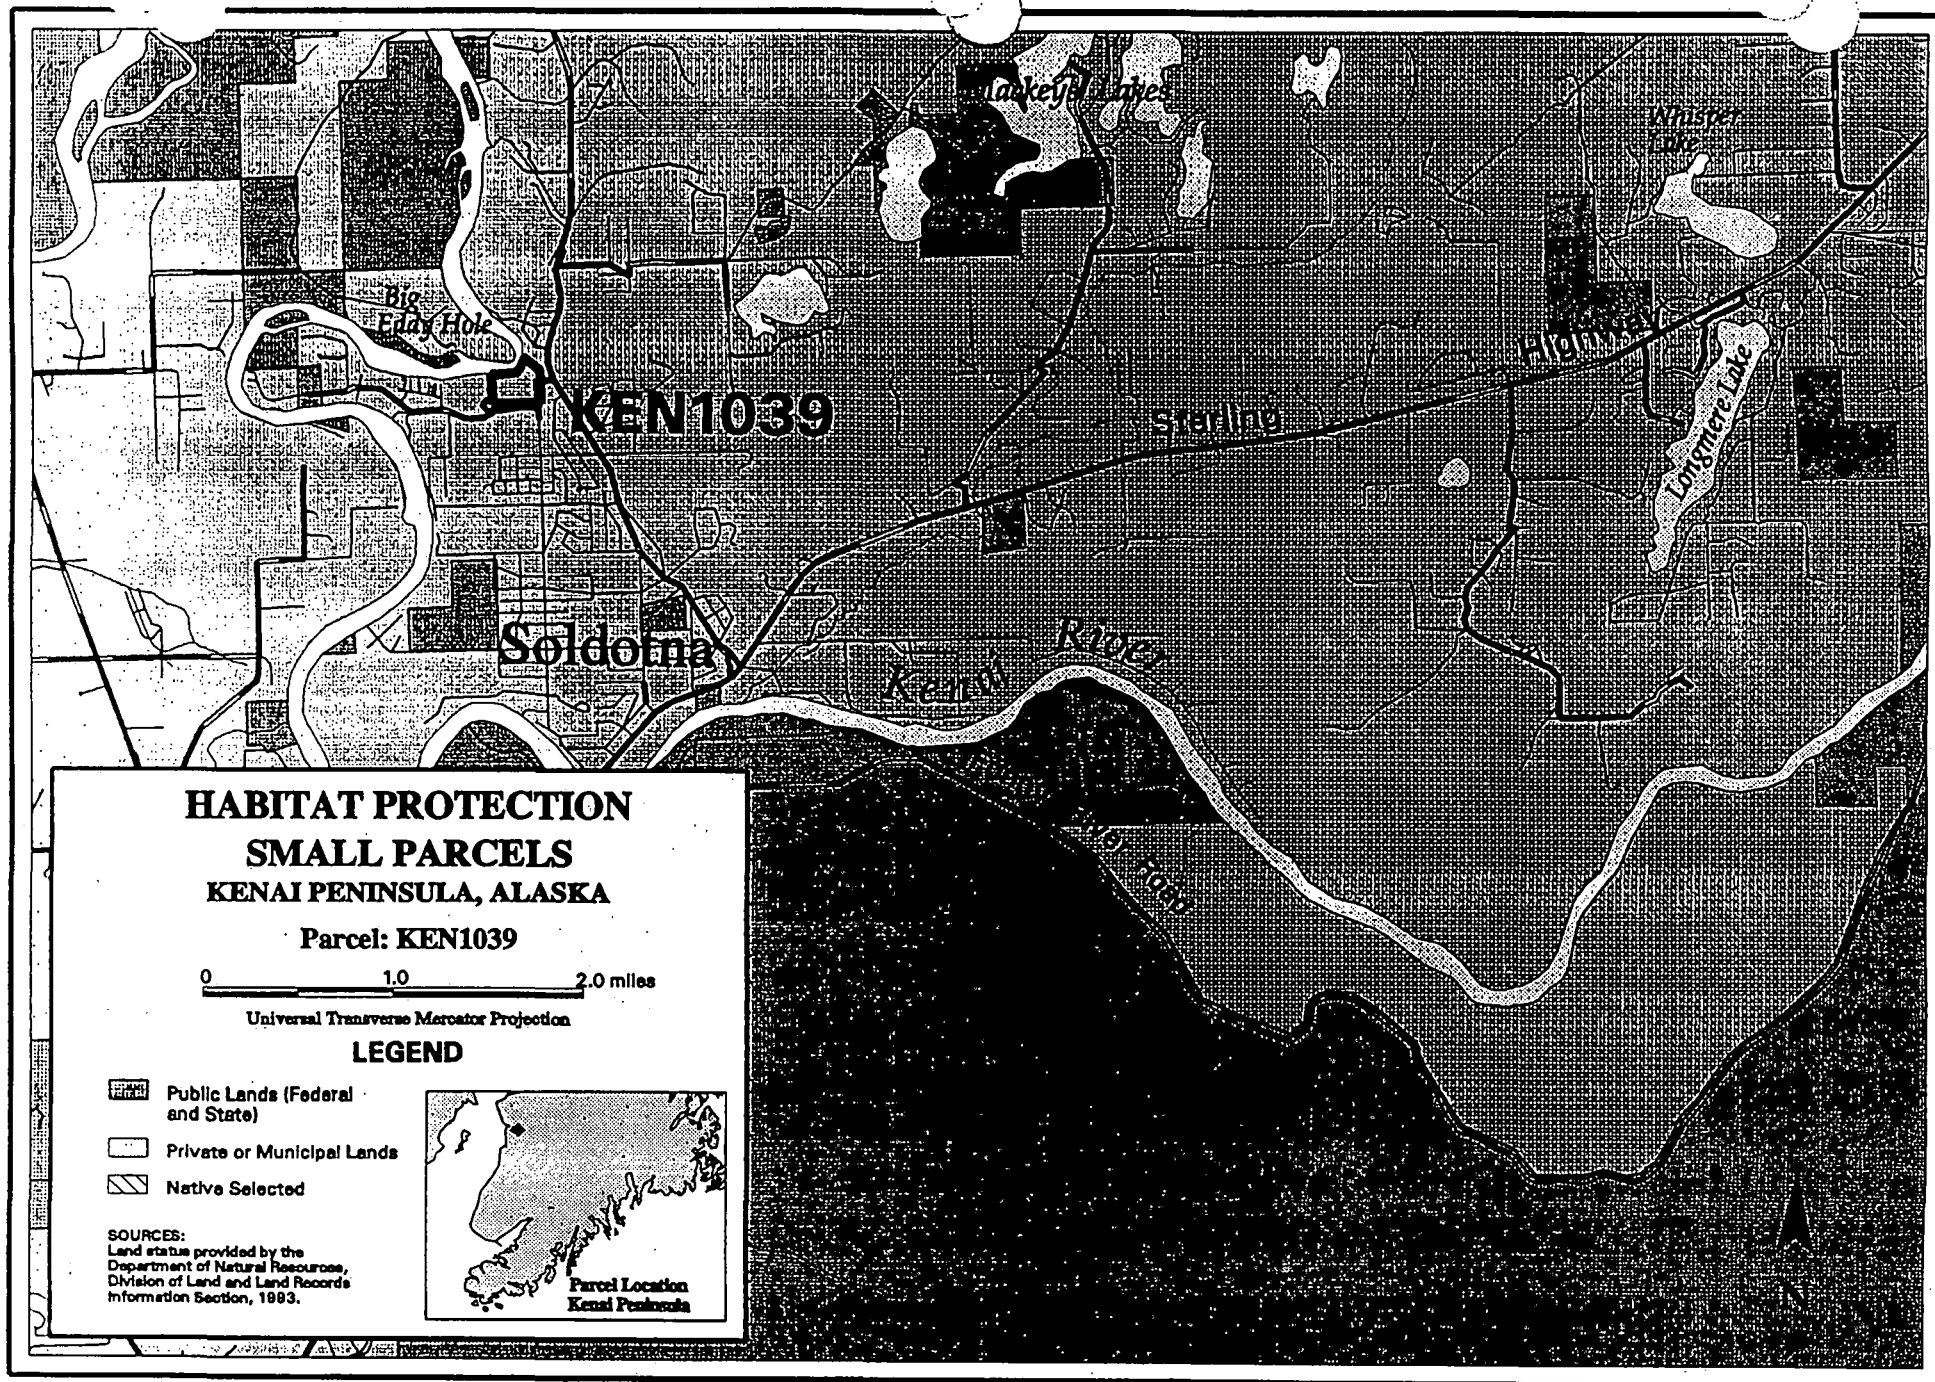 Mackey Lakes
Whisper
Lake
Big
Eddy Hole
Highway
KEN1039
Sterling
Longmere Lake
Soldotna
Kenai River
River Road
HABITAT PROTECTION
SMALL PARCELS
KENAI PENINSULA, ALASKA
Parcel: KEN1039
0 1.0 2.0 miles
Universal Transverse Mercator Projection
LEGEND
Public Lands (Federal
and State)
Private or Municipal Lands
Native Selected
SOURCES:
Land status provided by the
Department of Natural Resources,
Division of Land and Land Records
Information Section, 1993.
Parcel Location
Kenai Peninsula
N